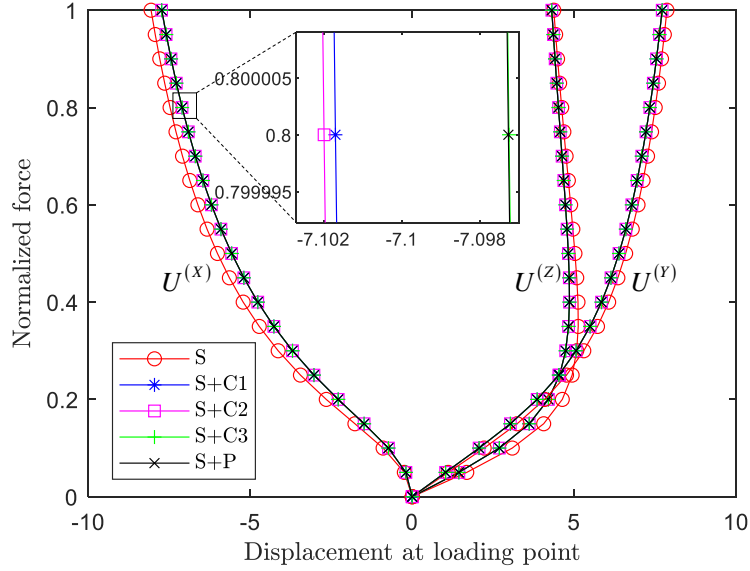 1
0.8
0.6
0.4
0.2
0
Normalized force
0.800005
0.8
0.799995
-7.102 -7.1 -7.098
U^(X) U^(Z) U^(Y)
S
S+C1
S+C2
S+C3
S+P
-10 -5 0 5 10
Displacement at loading point